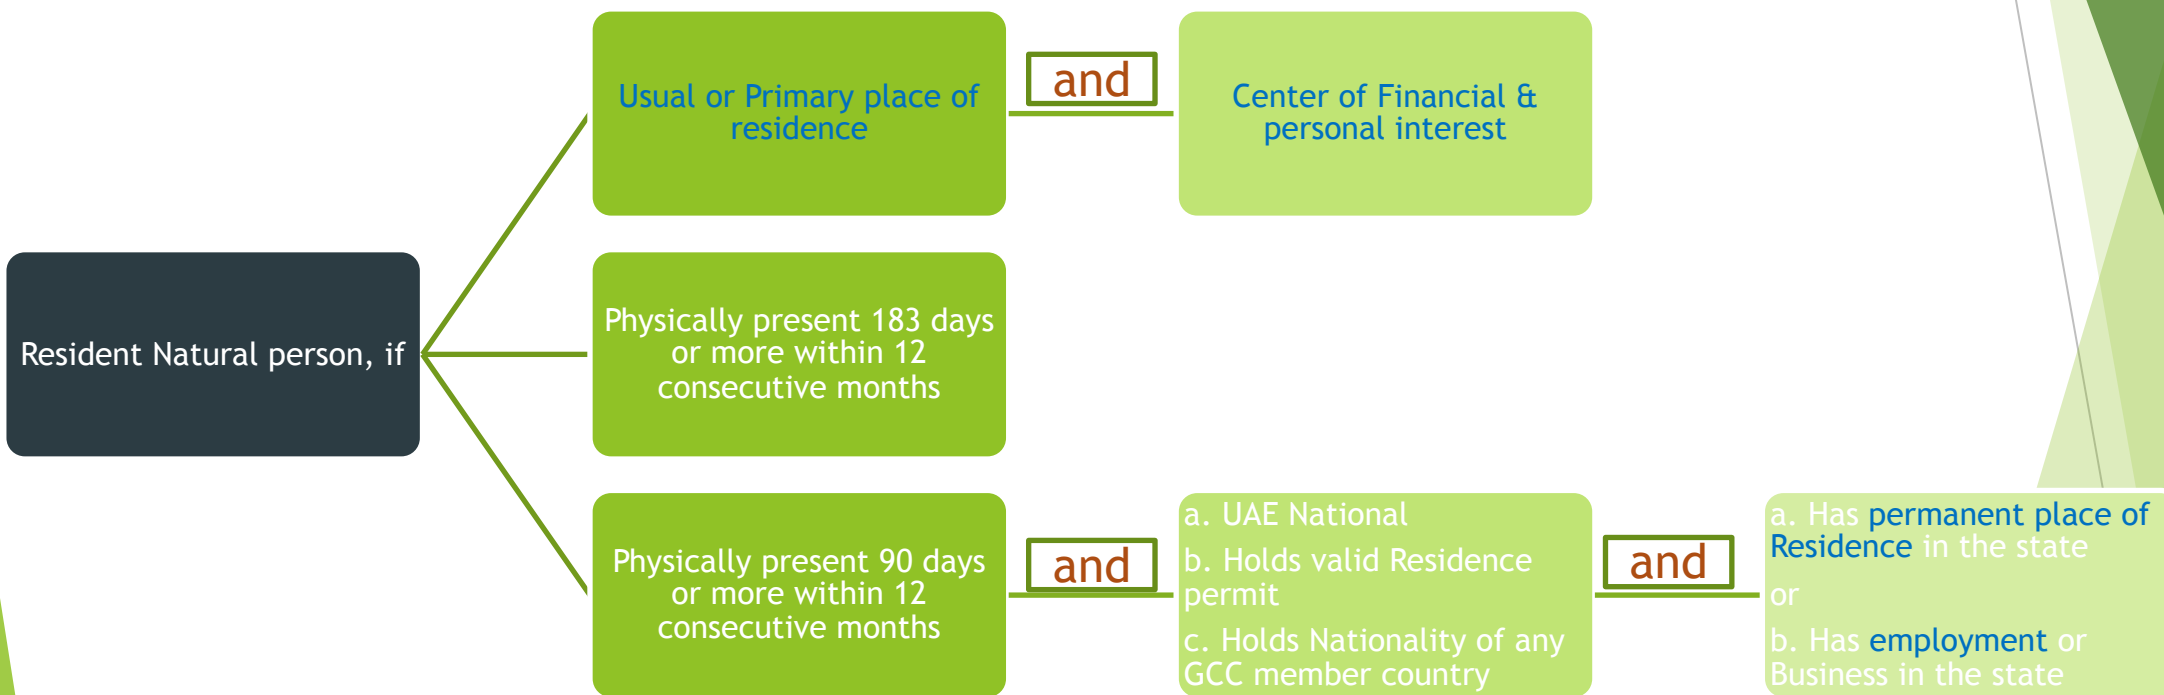 Resident Natural person, if
Usual or Primary place of
residence
and
Center of Financial &
personal interest
Physically present 183 days
or more within 12
consecutive months
Physically present 90 days
or more within 12
consecutive months
and
a. UAE National
b. Holds valid Residence
permit
c. Holds Nationality of any
GCC member country
and
a. Has permanent place of
Residence in the state
or
b. Has employment or
Business in the state